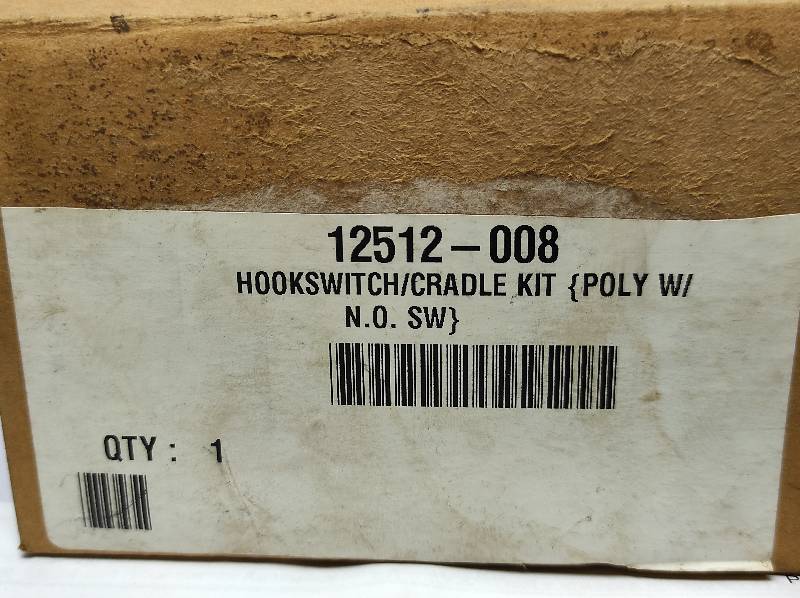 12512-008
HOOKSWITCH/CRADLE KIT {POLY W/
N.O. SW}
QTY: 1